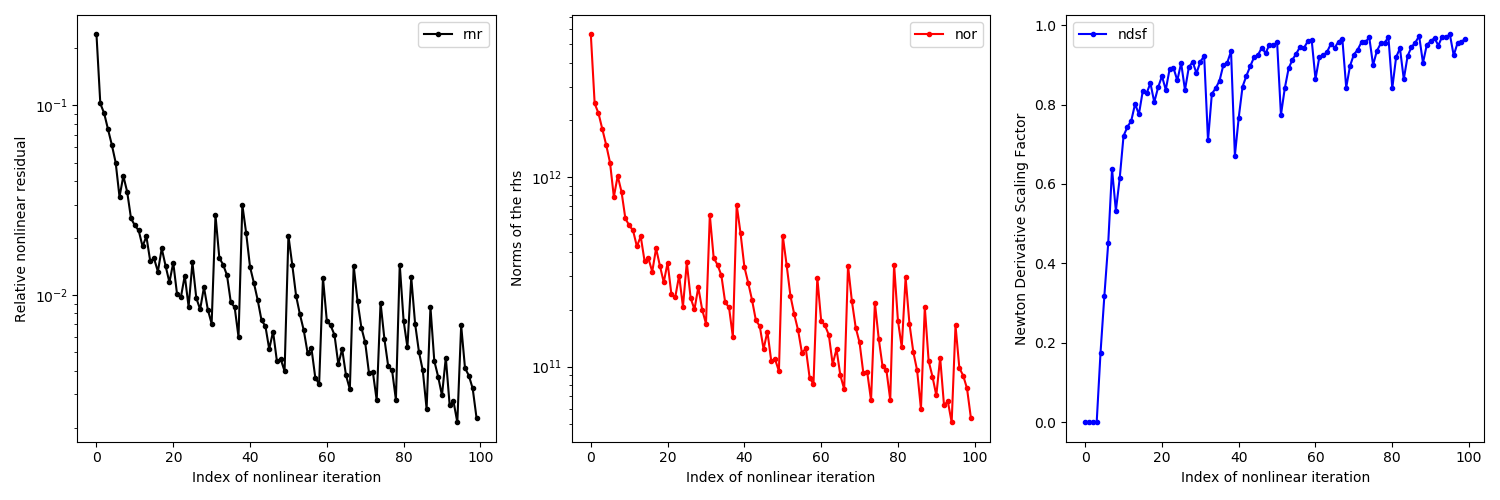 rnr
10⁻¹
10⁻²
Relative nonlinear residual
0 20 40 60 80 100
Index of nonlinear iteration
nor
10¹²
10¹¹
Norms of the rhs
0 20 40 60 80 100
Index of nonlinear iteration
ndsf
1.0
0.8
0.6
0.4
0.2
0.0
Newton Derivative Scaling Factor
0 20 40 60 80 100
Index of nonlinear iteration